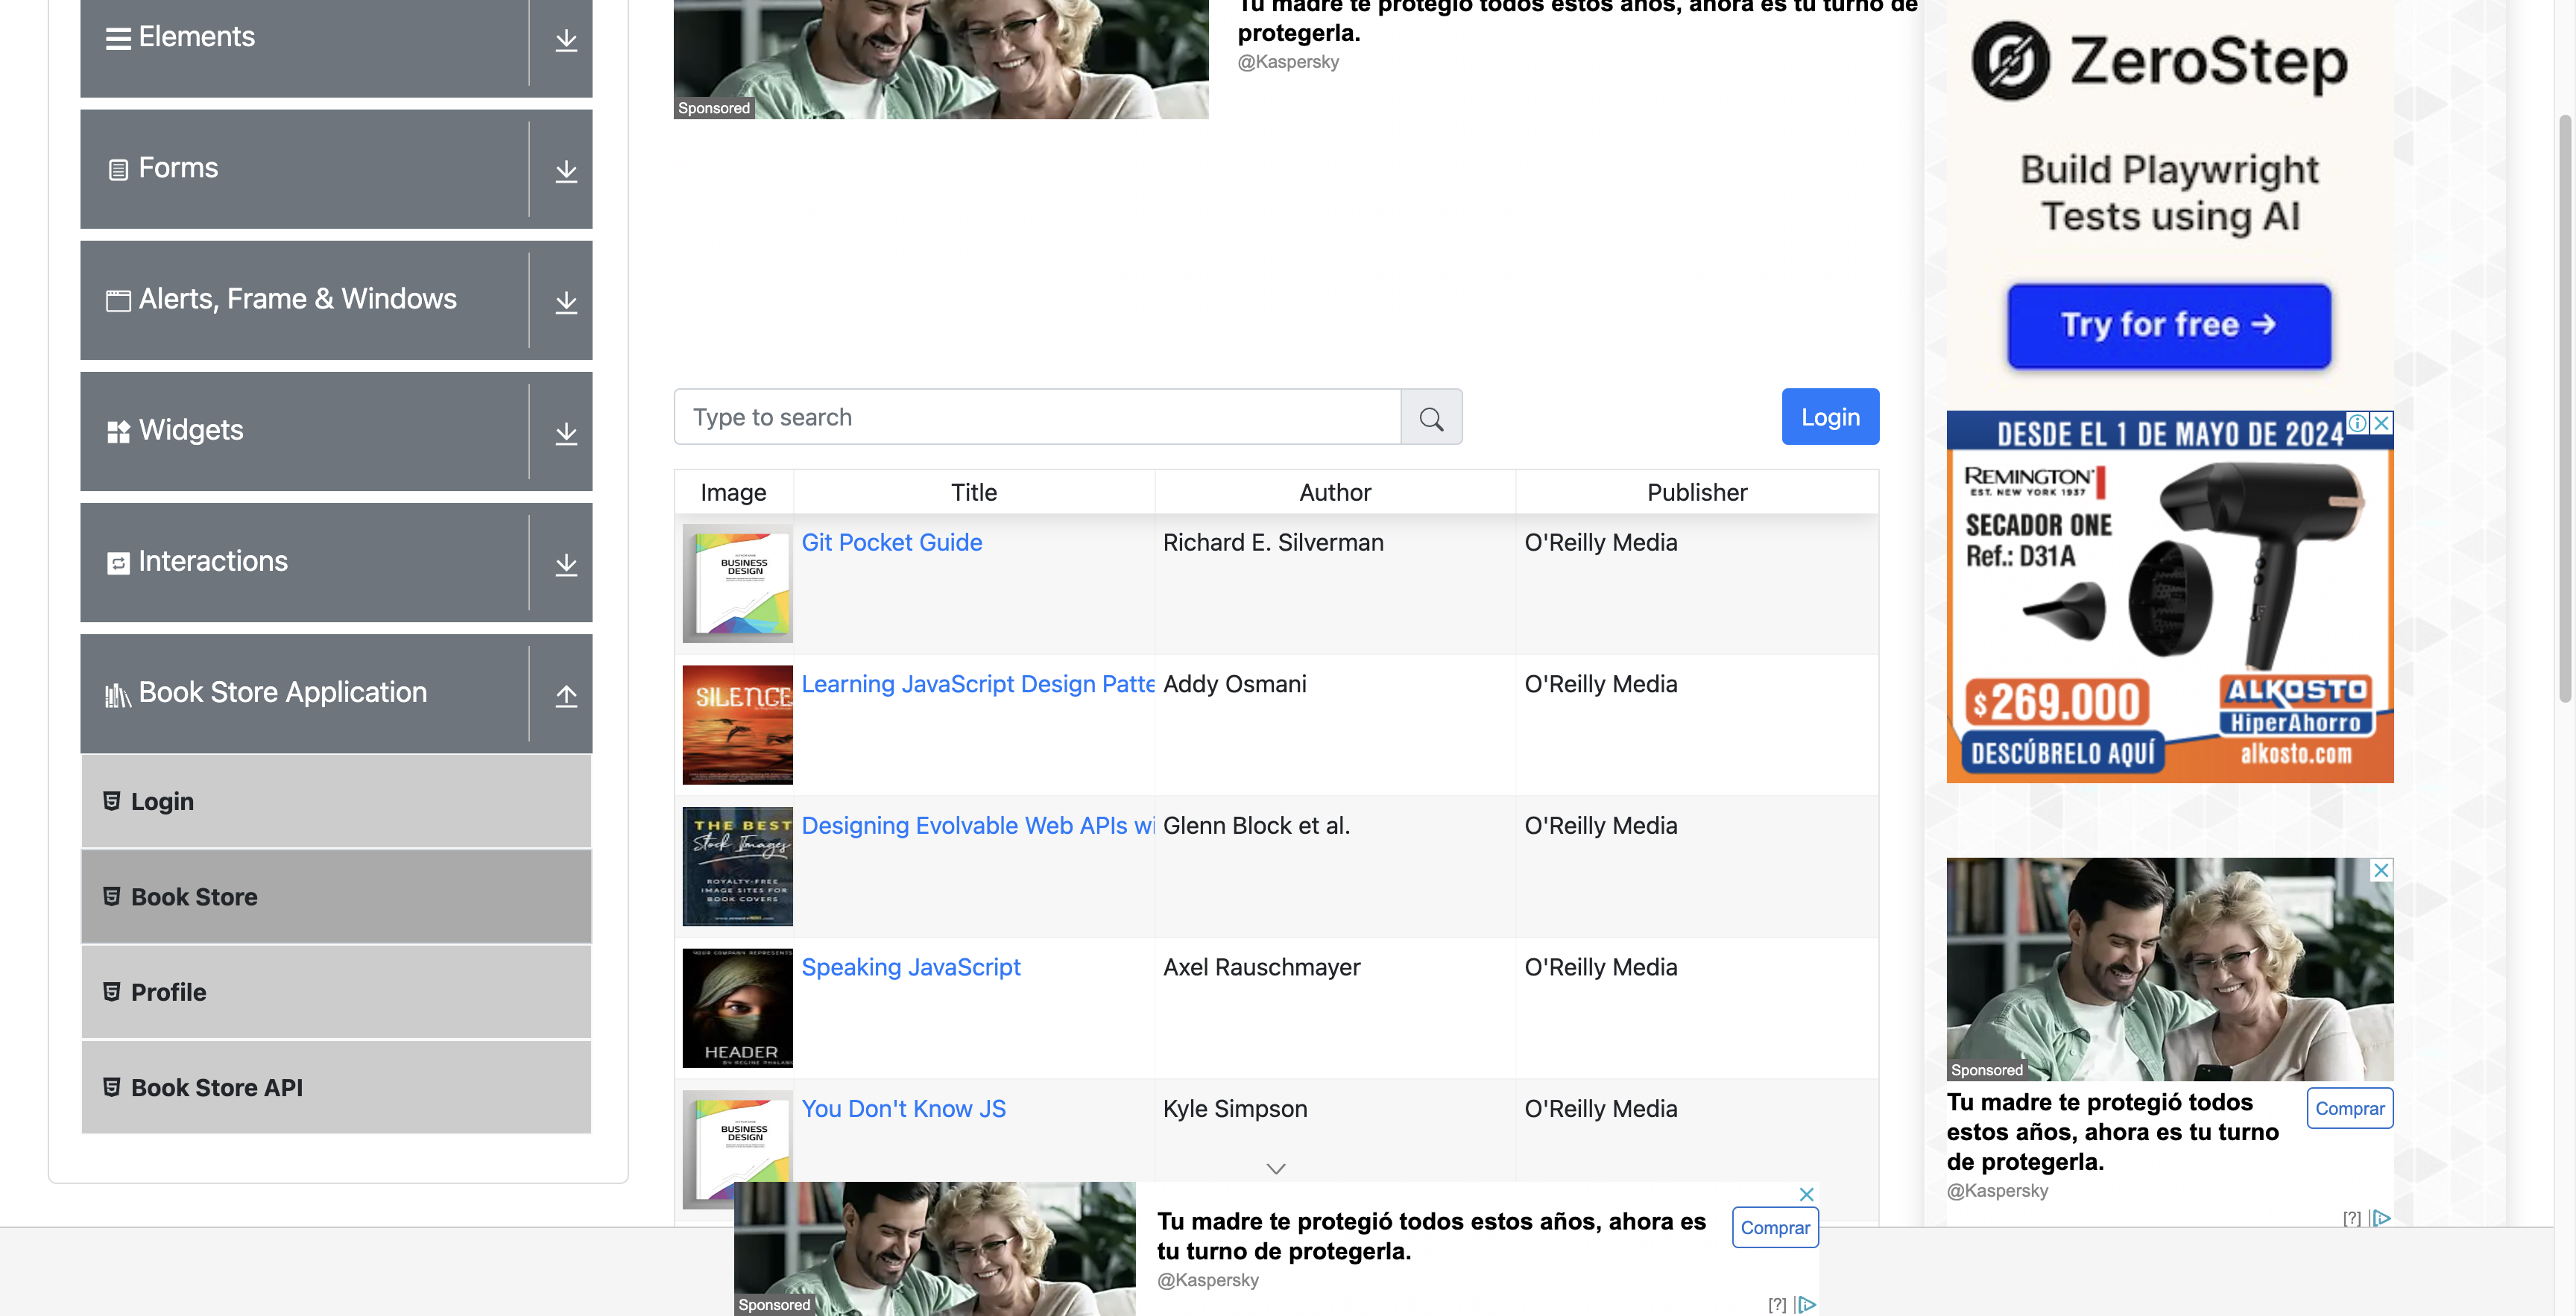 Elements
Forms
Alerts, Frame & Windows
Widgets
Interactions
Book Store Application
Login
Book Store
Profile
Book Store API
Tu madre te protegió todos estos años, ahora es tu turno de
protegerla.
@Kaspersky
Sponsored
Type to search
Login
Image Title Author Publisher
BUSINESS
DESIGN
Git Pocket Guide Richard E. Silverman O'Reilly Media
SILENCE
Learning JavaScript Design Patte Addy Osmani O'Reilly Media
THE BEST
Stock Images
ROYALTY-FREE
IMAGE SITES FOR
BOOK COVERS
Designing Evolvable Web APIs wi Glenn Block et al. O'Reilly Media
HEADER
Speaking JavaScript Axel Rauschmayer O'Reilly Media
BUSINESS
DESIGN
You Don't Know JS Kyle Simpson O'Reilly Media
Tu madre te protegió todos estos años, ahora es
tu turno de protegerla.
@Kaspersky
Comprar
Sponsored
[?]
ZeroStep
Build Playwright
Tests using AI
Try for free →
DESDE EL 1 DE MAYO DE 2024
REMINGTON
EST. NEW YORK 1937
SECADOR ONE
Ref.: D31A
$269.000
DESCÚBRELO AQUÍ
ALKOSTO
HiperAhorro
alkosto.com
Sponsored
Tu madre te protegió todos
estos años, ahora es tu turno
de protegerla.
@Kaspersky
Comprar
[?]